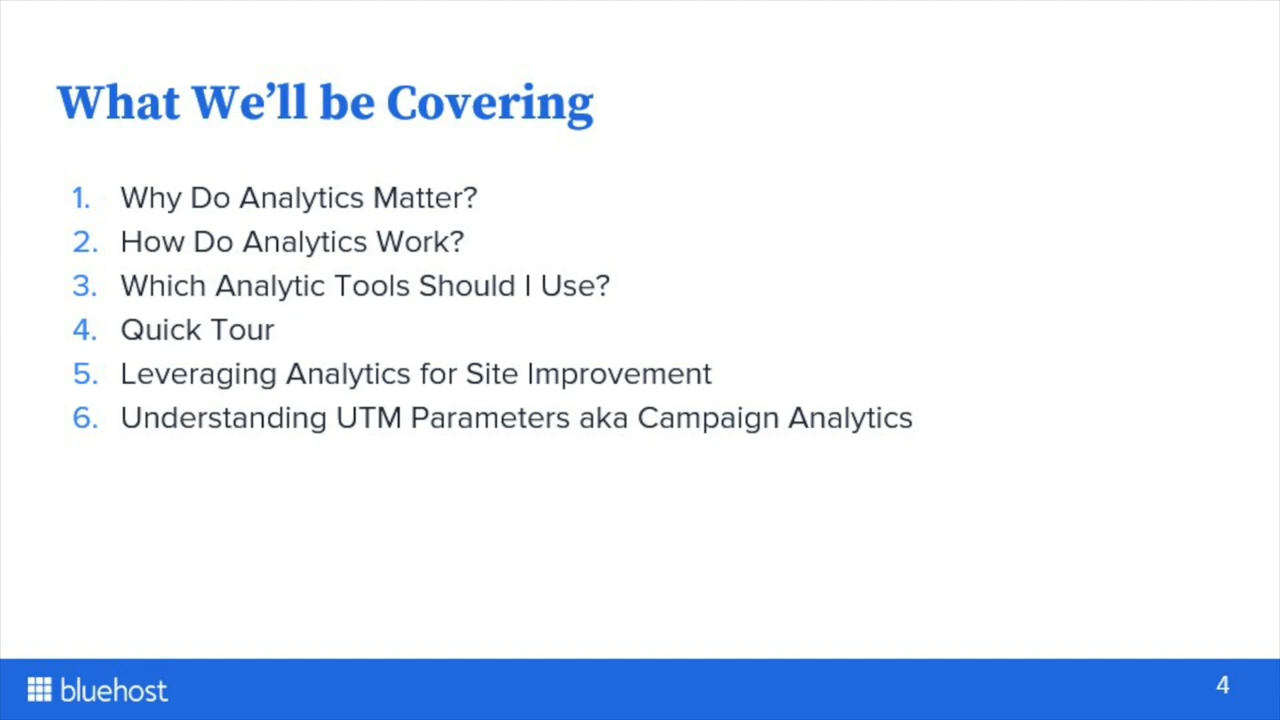 What We’ll be Covering
1. Why Do Analytics Matter?
2. How Do Analytics Work?
3. Which Analytic Tools Should I Use?
4. Quick Tour
5. Leveraging Analytics for Site Improvement
6. Understanding UTM Parameters aka Campaign Analytics
bluehost
4